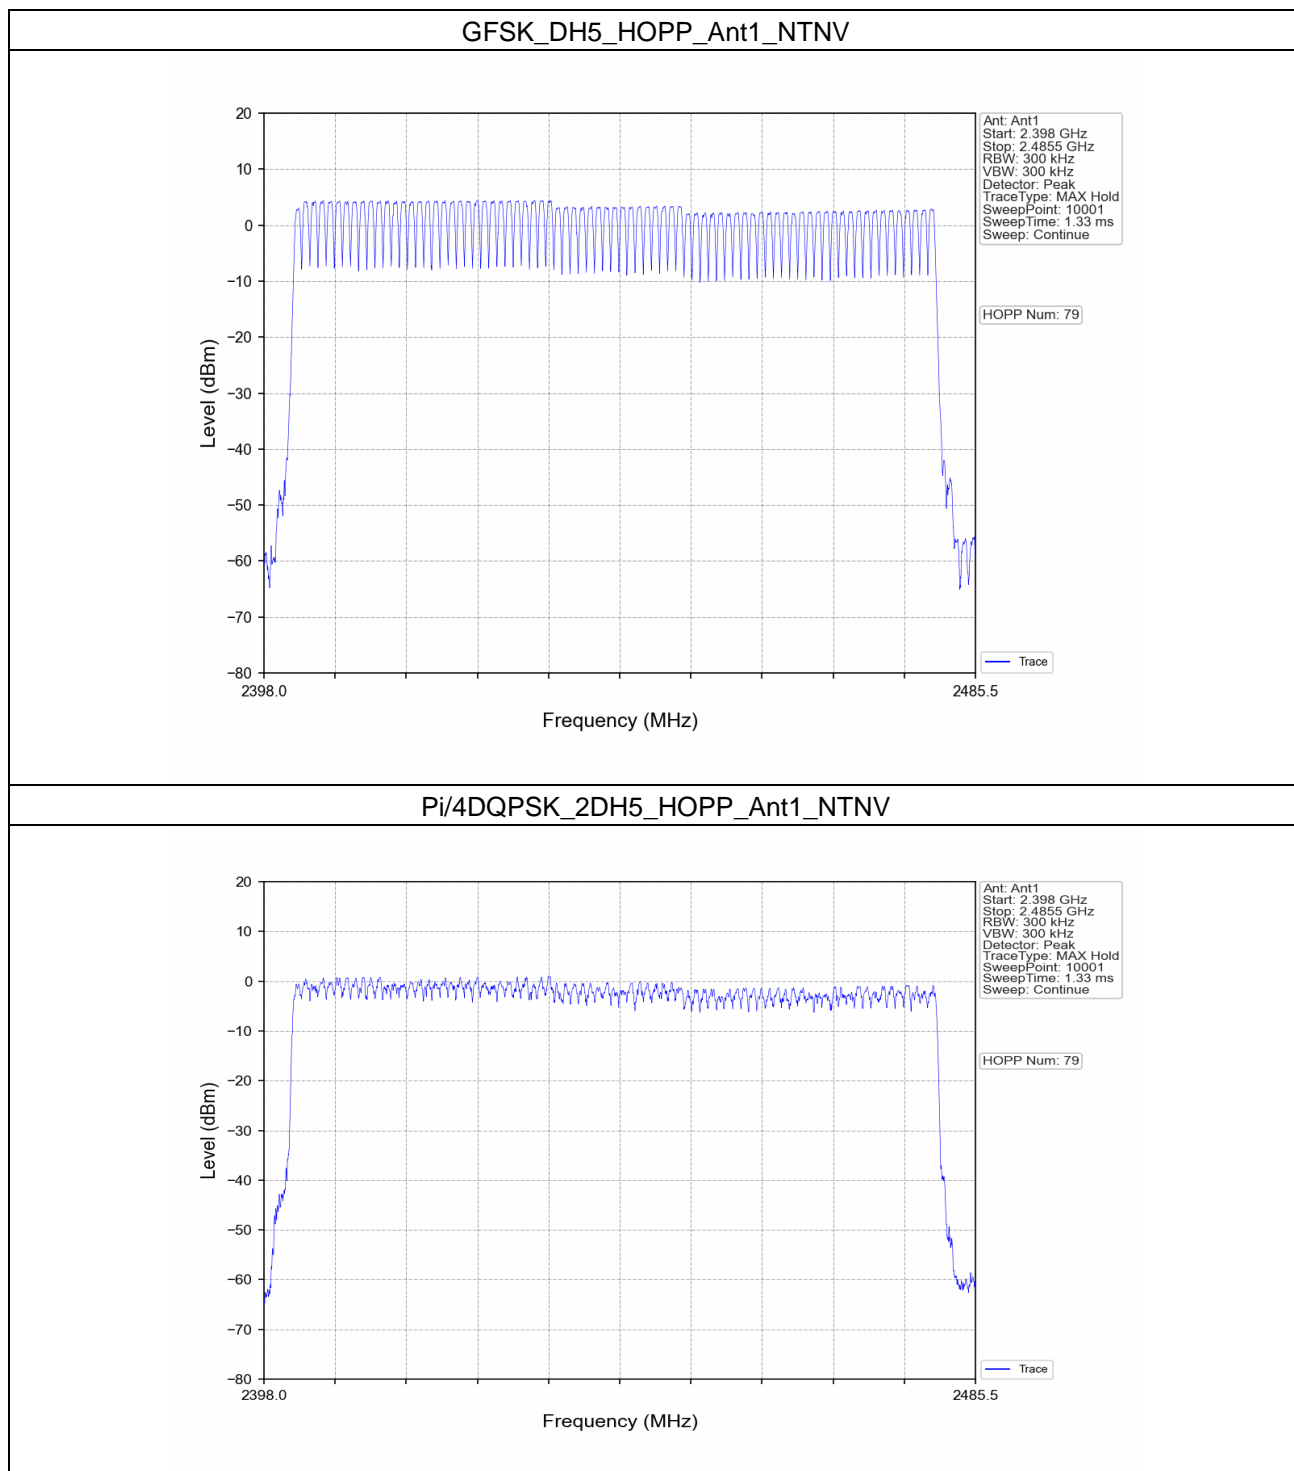 GFSK_DH5_HOPP_Ant1_NTNV
20
10
0
−10
−20
−30
−40
−50
−60
−70
−80
Level (dBm)
2398.0
2485.5
Frequency (MHz)
Ant: Ant1
Start: 2.398 GHz
Stop: 2.4855 GHz
RBW: 300 kHz
VBW: 300 kHz
Detector: Peak
TraceType: MAX Hold
SweepPoint: 10001
SweepTime: 1.33 ms
Sweep: Continue
HOPP Num: 79
Trace
Pi/4DQPSK_2DH5_HOPP_Ant1_NTNV
20
10
0
−10
−20
−30
−40
−50
−60
−70
−80
Level (dBm)
2398.0
2485.5
Frequency (MHz)
Ant: Ant1
Start: 2.398 GHz
Stop: 2.4855 GHz
RBW: 300 kHz
VBW: 300 kHz
Detector: Peak
TraceType: MAX Hold
SweepPoint: 10001
SweepTime: 1.33 ms
Sweep: Continue
HOPP Num: 79
Trace